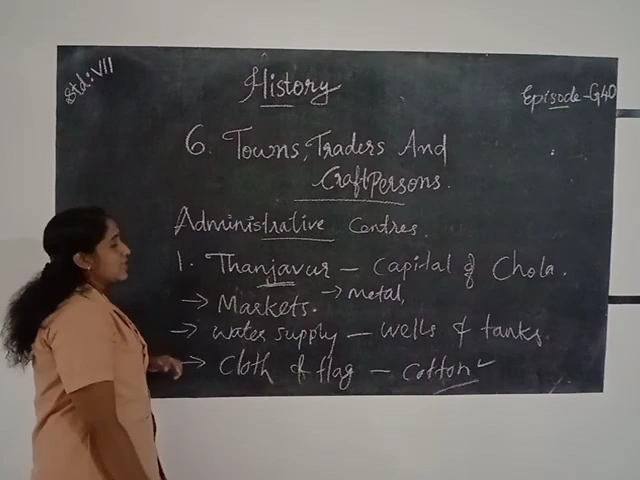 Std: VII
History
Episode-G40
6. Towns, Traders And
CraftPersons.
Administrative Centres.
1. Thanjavur - Capital of Chola.
→ Markets. → Metal,
→ water supply - wells & tanks.
→ Cloth & flag - Cotton